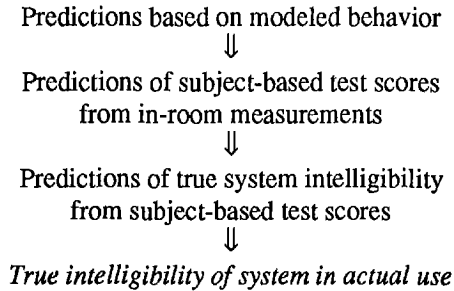 Predictions based on modeled behavior
⇓
Predictions of subject-based test scores
from in-room measurements
⇓
Predictions of true system intelligibility
from subject-based test scores
⇓
True intelligibility of system in actual use